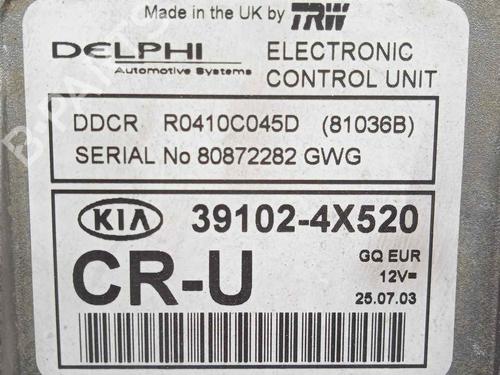 Made in the UK by TRW
DELPHI
Automotive Systems
ELECTRONIC
CONTROL UNIT
DDCR R0410C045D (81036B)
SERIAL No 80872282 GWG
KIA 39102-4X520
CR-U
GQ EUR
12V=
25.07.03
B-PARTS